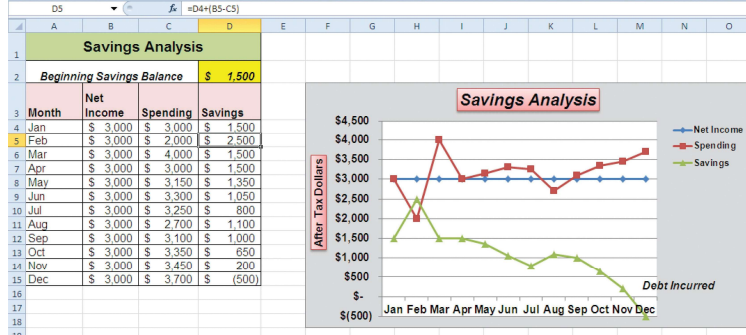 D5 fx =D4+(B5-C5)
A B C D E F G H I J K L M N O
1 Savings Analysis
2 Beginning Savings Balance $ 1,500
3 Month Net Income Spending Savings
4 Jan $ 3,000 $ 3,000 $ 1,500
5 Feb $ 3,000 $ 2,000 $ 2,500
6 Mar $ 3,000 $ 4,000 $ 1,500
7 Apr $ 3,000 $ 3,000 $ 1,500
8 May $ 3,000 $ 3,150 $ 1,350
9 Jun $ 3,000 $ 3,300 $ 1,050
10 Jul $ 3,000 $ 3,250 $ 800
11 Aug $ 3,000 $ 2,700 $ 1,100
12 Sep $ 3,000 $ 3,100 $ 1,000
13 Oct $ 3,000 $ 3,350 $ 650
14 Nov $ 3,000 $ 3,450 $ 200
15 Dec $ 3,000 $ 3,700 $ (500)
16
17
18
Savings Analysis
After Tax Dollars
$4,500
$4,000
$3,500
$3,000
$2,500
$2,000
$1,500
$1,000
$500
$-
$(500)
Jan Feb Mar Apr May Jun Jul Aug Sep Oct Nov Dec
Debt Incurred
Net Income
Spending
Savings